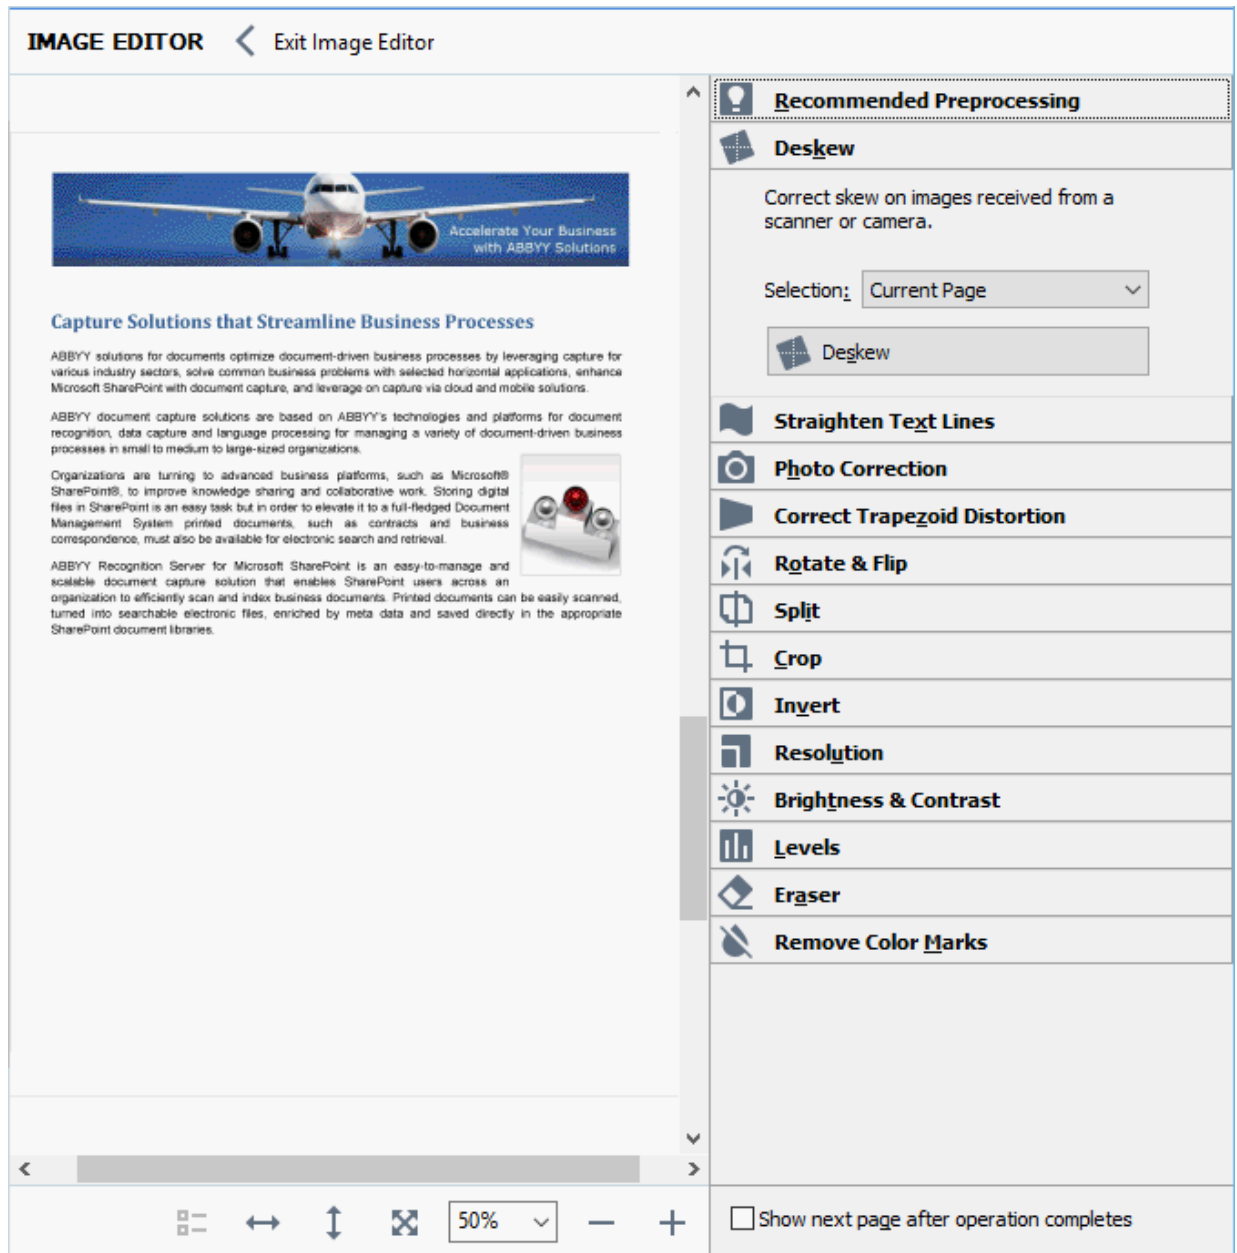 IMAGE EDITOR Exit Image Editor
Accelerate Your Business
with ABBYY Solutions
Capture Solutions that Streamline Business Processes
ABBYY solutions for documents optimize document-driven business processes by leveraging capture for
various industry sectors, solve common business problems with selected horizontal applications, enhance
Microsoft SharePoint with document capture, and leverage on capture via cloud and mobile solutions.
ABBYY document capture solutions are based on ABBYY's technologies and platforms for document
recognition, data capture and language processing for managing a variety of document-driven business
processes in small to medium to large-sized organizations.
Organizations are turning to advanced business platforms, such as Microsoft®
SharePoint®, to improve knowledge sharing and collaborative work. Storing digital
files in SharePoint is an easy task but in order to elevate it to a full-fledged Document
Management System printed documents, such as contracts and business
correspondence, must also be available for electronic search and retrieval.
ABBYY Recognition Server for Microsoft SharePoint is an easy-to-manage and
scalable document capture solution that enables SharePoint users across an
organization to efficiently scan and index business documents. Printed documents can be easily scanned,
turned into searchable electronic files, enriched by meta data and saved directly in the appropriate
SharePoint document libraries.
50%
Recommended Preprocessing
Deskew
Correct skew on images received from a
scanner or camera.
Selection: Current Page
Deskew
Straighten Text Lines
Photo Correction
Correct Trapezoid Distortion
Rotate & Flip
Split
Crop
Invert
Resolution
Brightness & Contrast
Levels
Eraser
Remove Color Marks
Show next page after operation completes